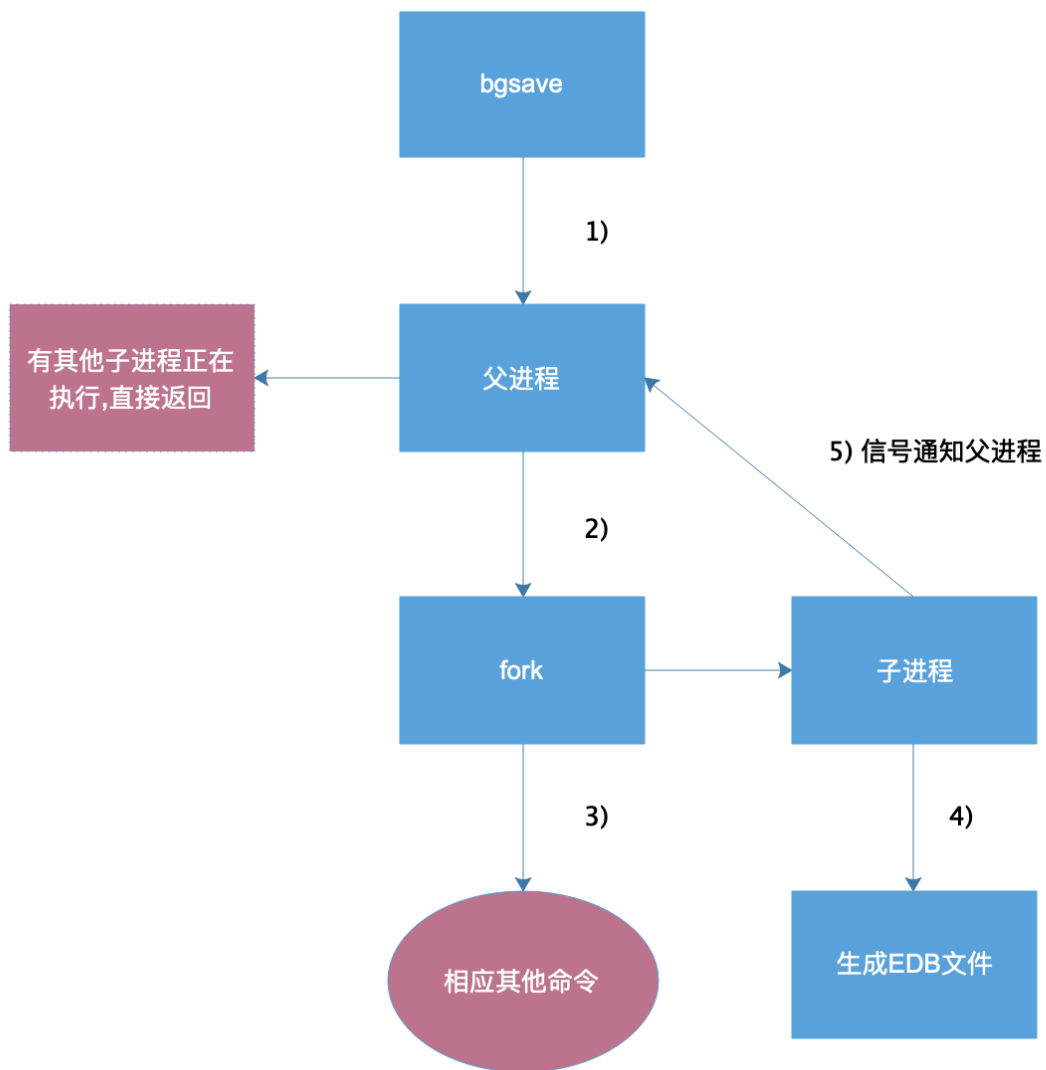 bgsave
1)
有其他子进程正在
执行,直接返回
父进程
5) 信号通知父进程
2)
fork
子进程
3)
4)
相应其他命令
生成EDB文件